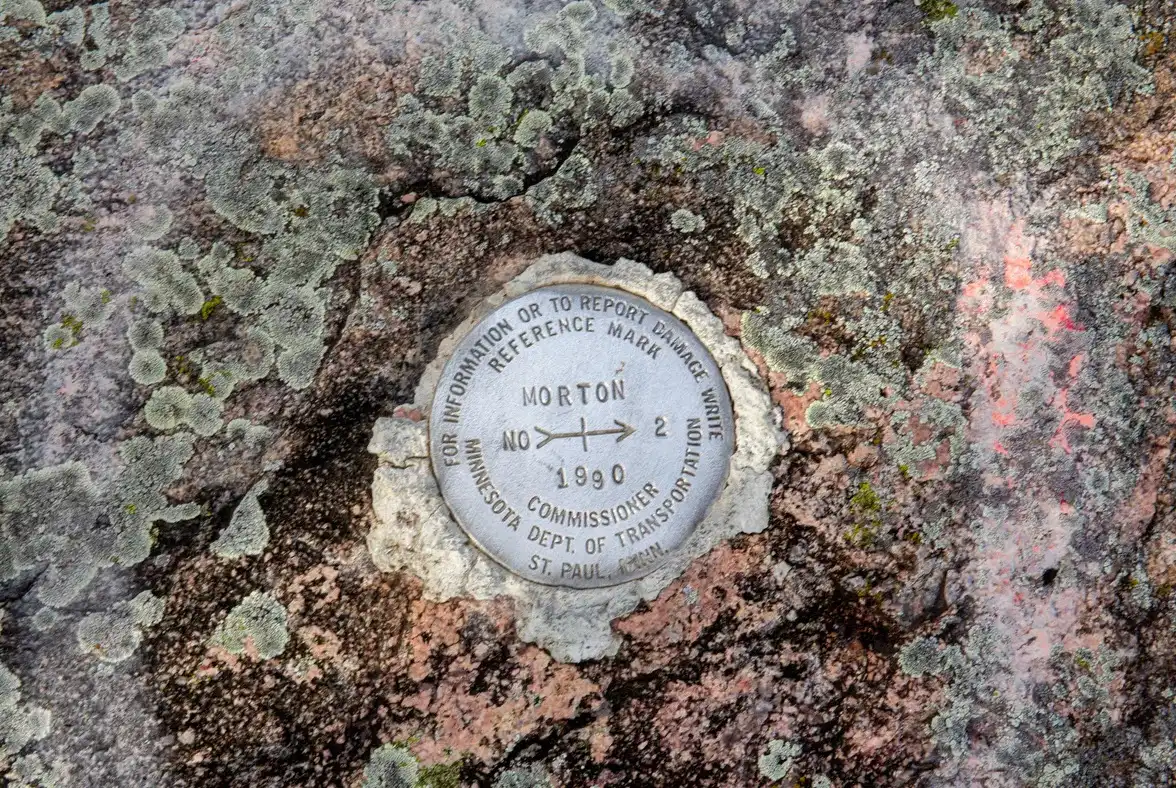 FOR INFORMATION OR TO REPORT DAMAGE WRITE
REFERENCE MARK
MORTON
NO 2
1990
COMMISSIONER
MINNESOTA DEPT. OF TRANSPORTATION
ST. PAUL, MINN.